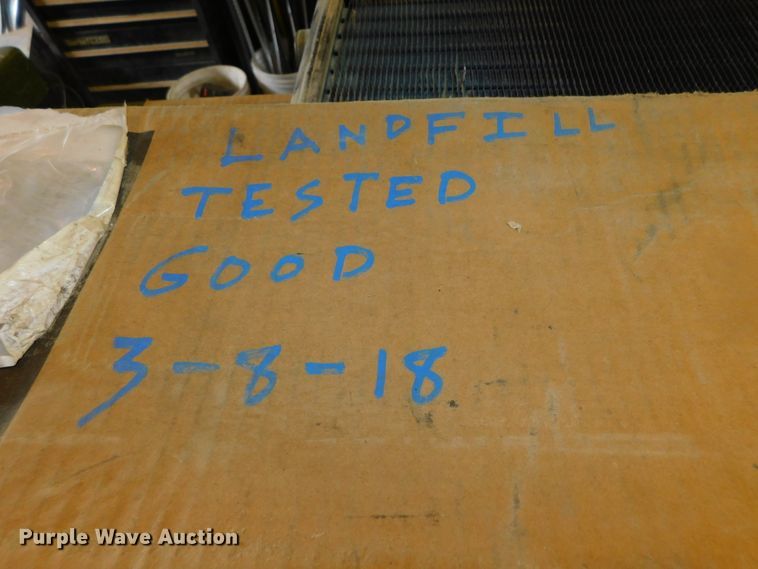 LANDFILL
TESTED
GOOD
3-8-18
Purple Wave Auction